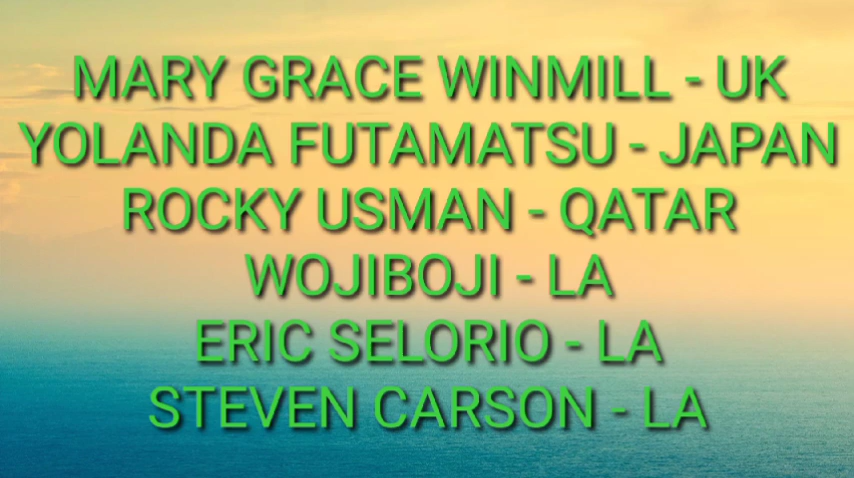 MARY GRACE WINMILL - UK
YOLANDA FUTAMATSU - JAPAN
ROCKY USMAN - QATAR
WOJIBOJI - LA
ERIC SELORIO - LA
STEVEN CARSON - LA